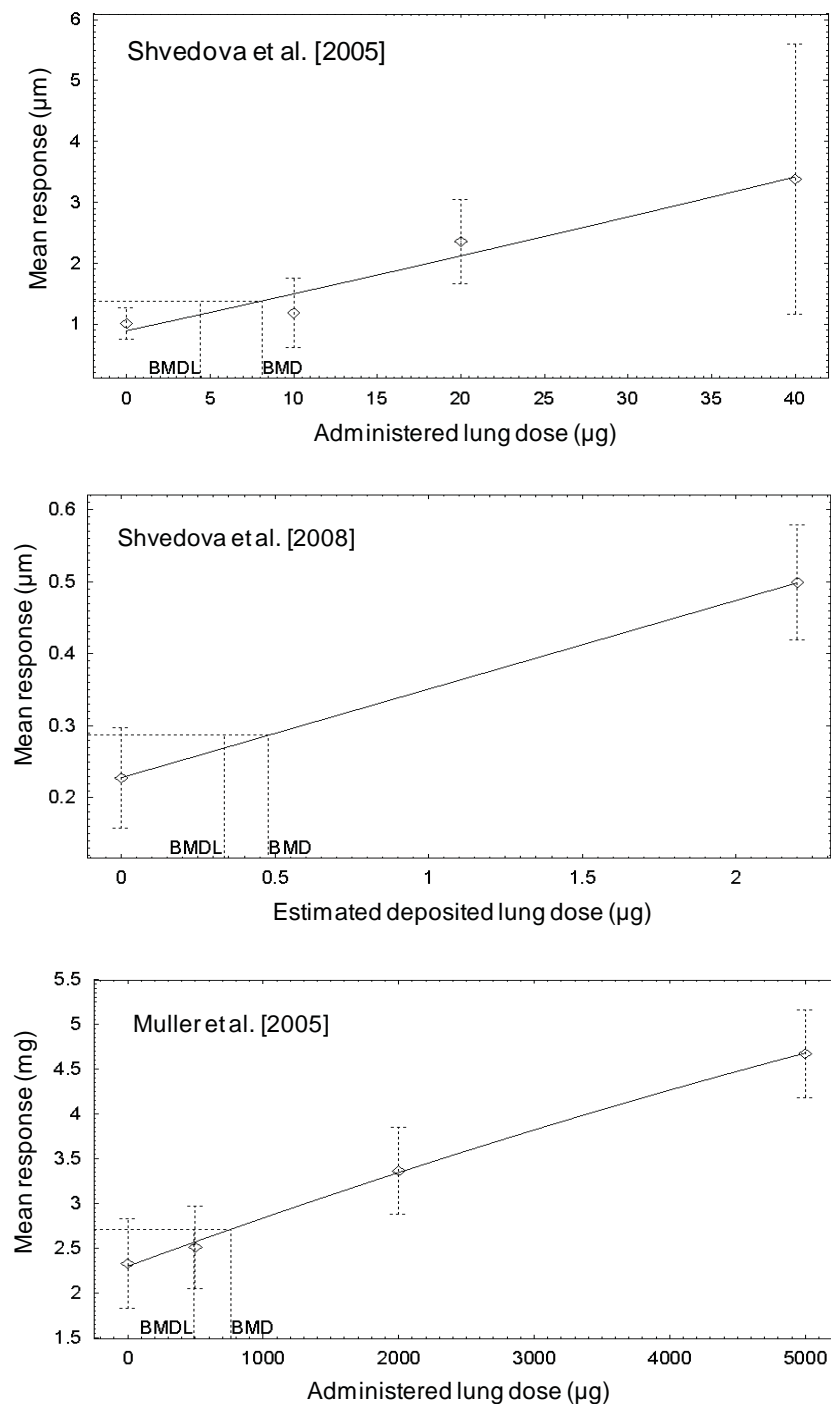 Shvedova et al. [2005]
Mean response (µm)
6
5
4
3
2
1
BMDL
BMD
0 5 10 15 20 25 30 35 40
Administered lung dose (µg)
Shvedova et al. [2008]
Mean response (µm)
0.6
0.5
0.4
0.3
0.2
BMDL
BMD
0 0.5 1 1.5 2
Estimated deposited lung dose (µg)
Muller et al. [2005]
Mean response (mg)
5.5
5
4.5
4
3.5
3
2.5
2
1.5
BMDL
BMD
0 1000 2000 3000 4000 5000
Administered lung dose (µg)